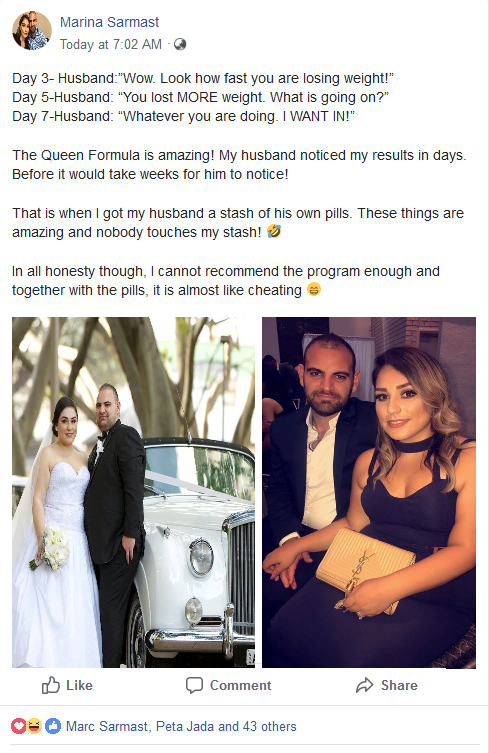 Marina Sarmast
Today at 7:02 AM ·
Day 3- Husband:”Wow. Look how fast you are losing weight!”
Day 5-Husband: “You lost MORE weight. What is going on?”
Day 7-Husband: “Whatever you are doing. I WANT IN!”
The Queen Formula is amazing! My husband noticed my results in days.
Before it would take weeks for him to notice!
That is when I got my husband a stash of his own pills. These things are
amazing and nobody touches my stash! 🤣
In all honesty though, I cannot recommend the program enough and
together with the pills, it is almost like cheating 😁
Like Comment Share
Marc Sarmast, Peta Jada and 43 others